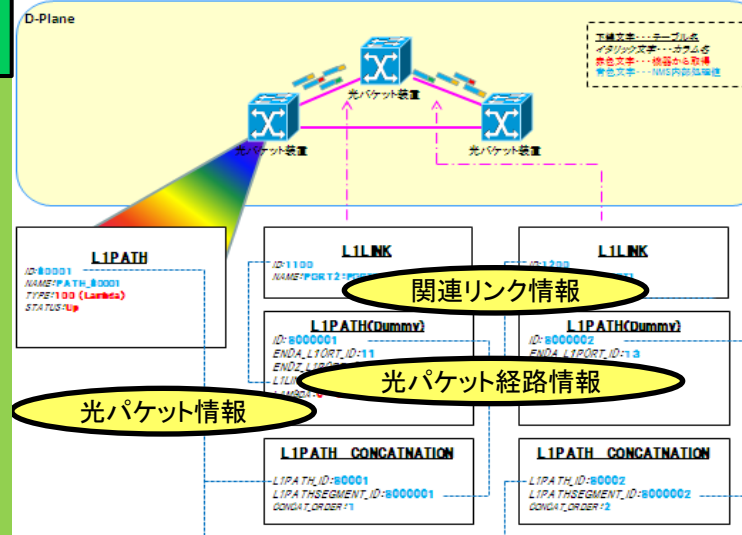 D-Plane
下線文字・・・テーブル名
イタリック文字・・・カラム名
赤色文字・・・機器から取得
青色文字・・・NMS内部処理値
光パケット装置
光パケット装置
光パケット装置
L1PATH
ID:80001
NAME:PATH_80001
TYPE:100 (Lambda)
STATUS:Up
L1LINK
ID:1100
NAME:PORT2:
L1LINK
ID:1200
関連リンク情報
L1PATH(Dummy)
ID:8000001
ENDA_L1PORT_ID:11
L1PATH(Dummy)
ID:8000002
ENDA_L1PORT_ID:13
光パケット経路情報
光パケット情報
L1PATH CONCATNATION
L1PATH_ID:80001
L1PATHSEGMENT_ID:8000001
CONCAT_ORDER:1
L1PATH CONCATNATION
L1PATH_ID:80002
L1PATHSEGMENT_ID:8000002
CONCAT_ORDER:2